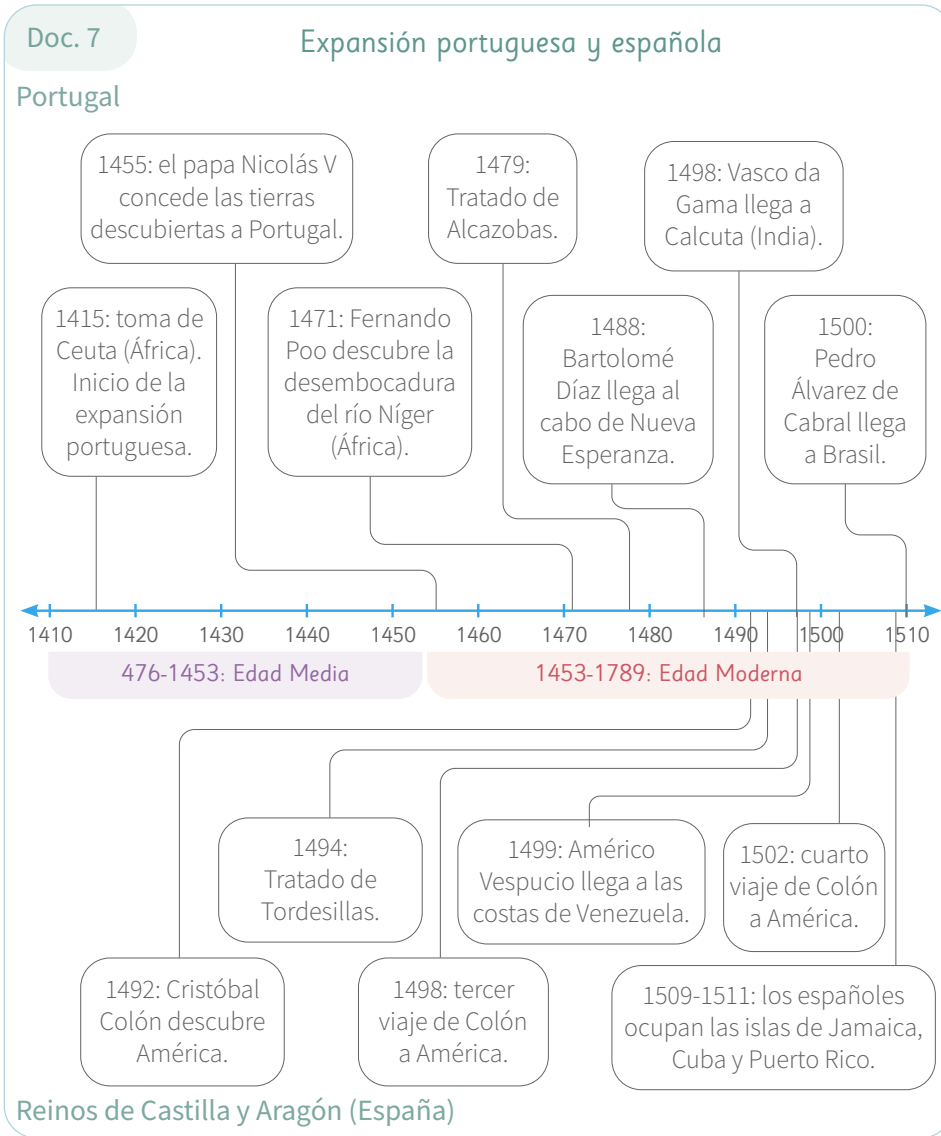 Doc. 7
Expansión portuguesa y española
Portugal
1455: el papa Nicolás V
concede las tierras
descubiertas a Portugal.
1479:
Tratado de
Alcazobas.
1498: Vasco da
Gama llega a
Calcuta (India).
1415: toma de
Ceuta (África).
Inicio de la
expansión
portuguesa.
1471: Fernando
Poo descubre la
desembocadura
del río Níger
(África).
1488:
Bartolomé
Díaz llega al
cabo de Nueva
Esperanza.
1500:
Pedro
Álvarez de
Cabral llega
a Brasil.
1410 1420 1430 1440 1450 1460 1470 1480 1490 1500 1510
476-1453: Edad Media
1453-1789: Edad Moderna
1494:
Tratado de
Tordesillas.
1499: Américo
Vespucio llega a las
costas de Venezuela.
1502: cuarto
viaje de Colón
a América.
1492: Cristóbal
Colón descubre
América.
1498: tercer
viaje de Colón
a América.
1509-1511: los españoles
ocupan las islas de Jamaica,
Cuba y Puerto Rico.
Reinos de Castilla y Aragón (España)